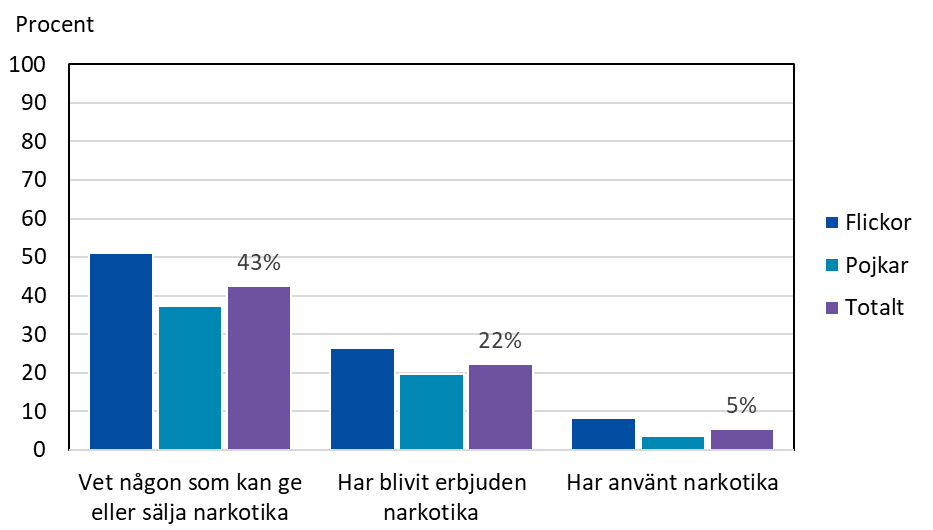 Procent
100
90
80
70
60
50
40
30
20
10
0
43%
22%
5%
Vet någon som kan ge
eller sälja narkotika
Har blivit erbjuden
narkotika
Har använt narkotika
Flickor
Pojkar
Totalt